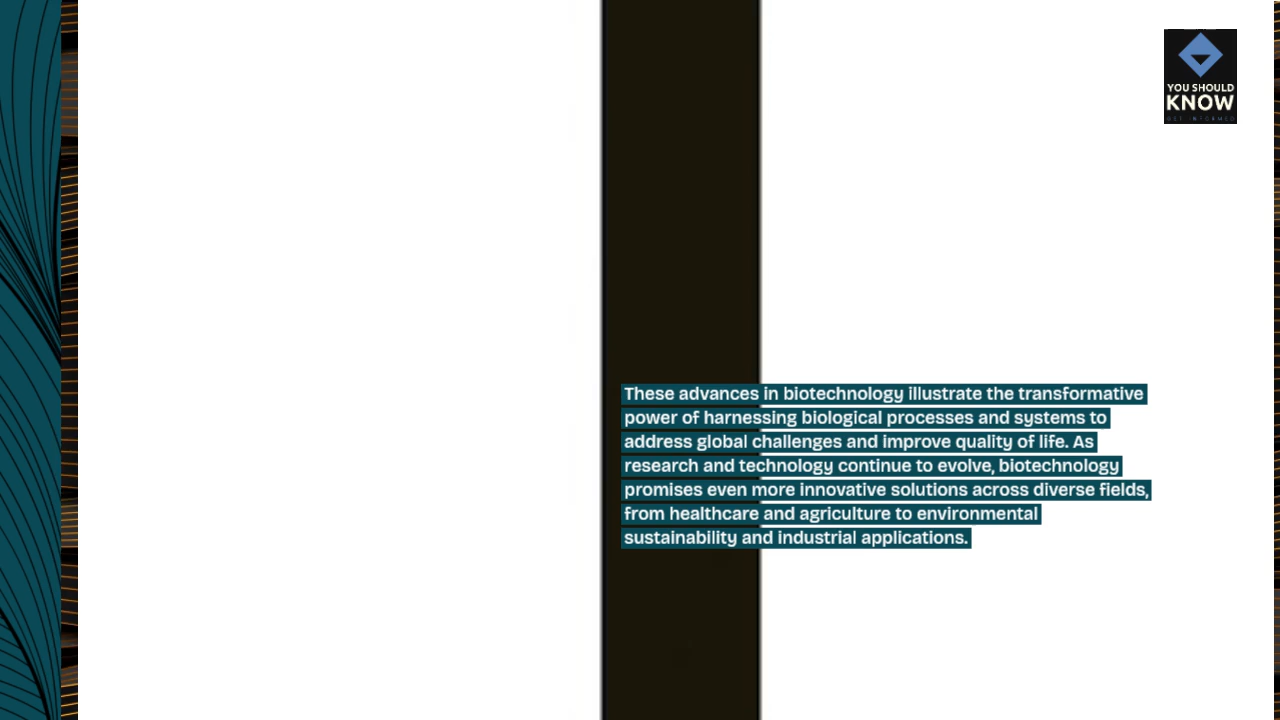 YOU SHOULD
KNOW
GET INFORMED
These advances in biotechnology illustrate the transformative
power of harnessing biological processes and systems to
address global challenges and improve quality of life. As
research and technology continue to evolve, biotechnology
promises even more innovative solutions across diverse fields,
from healthcare and agriculture to environmental
sustainability and industrial applications.